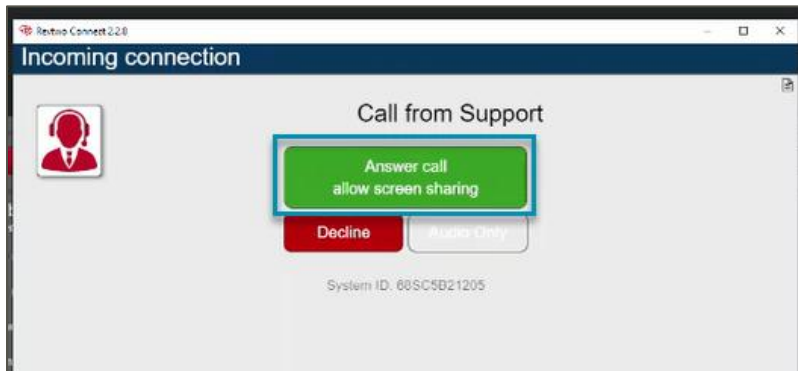 Rextwo Connect 2.2.0
Incoming connection
Call from Support
Answer call
allow screen sharing
Decline
Audio Only
System ID. 68SC5B21205